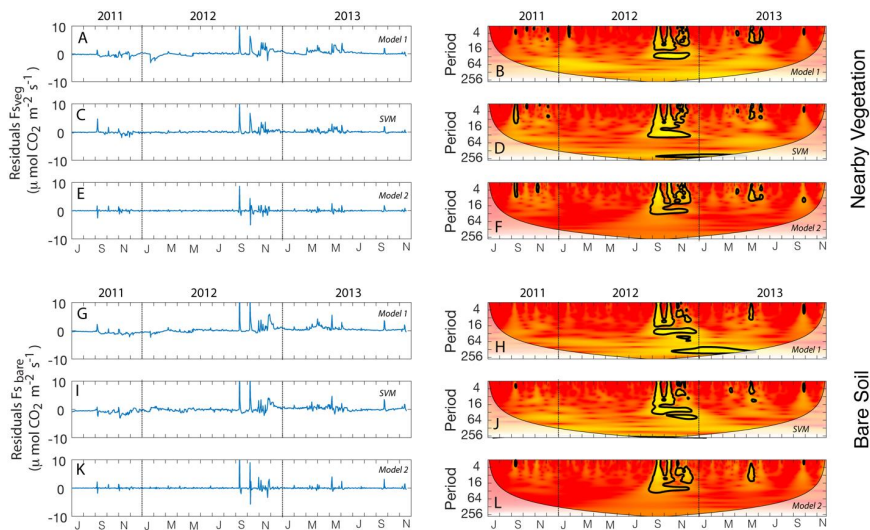 2011 2012 2013 2011 2012 2013
Residuals Fsveg
(μ mol CO2 m−2 s−1)
10
0
-10
A
Model 1
10
0
-10
C
SVM
10
0
-10
E
Model 2
J S N J M M J S N J M M J S N
Period
4
16
64
256
B
Model 1
Period
4
16
64
256
D
SVM
Period
4
16
64
256
F
Model 2
J S N J M M J S N J M M J S N
Nearby Vegetation
2011 2012 2013 2011 2012 2013
Residuals Fs bare
(μ mol CO2 m−2 s−1)
10
0
-10
G
Model 1
10
0
-10
I
SVM
10
0
-10
K
Model 2
J S N J M M J S N J M M J S N
Period
4
16
64
256
H
Model 1
Period
4
16
64
256
J
SVM
Period
4
16
64
256
L
Model 2
J S N J M M J S N J M M J S N
Bare Soil